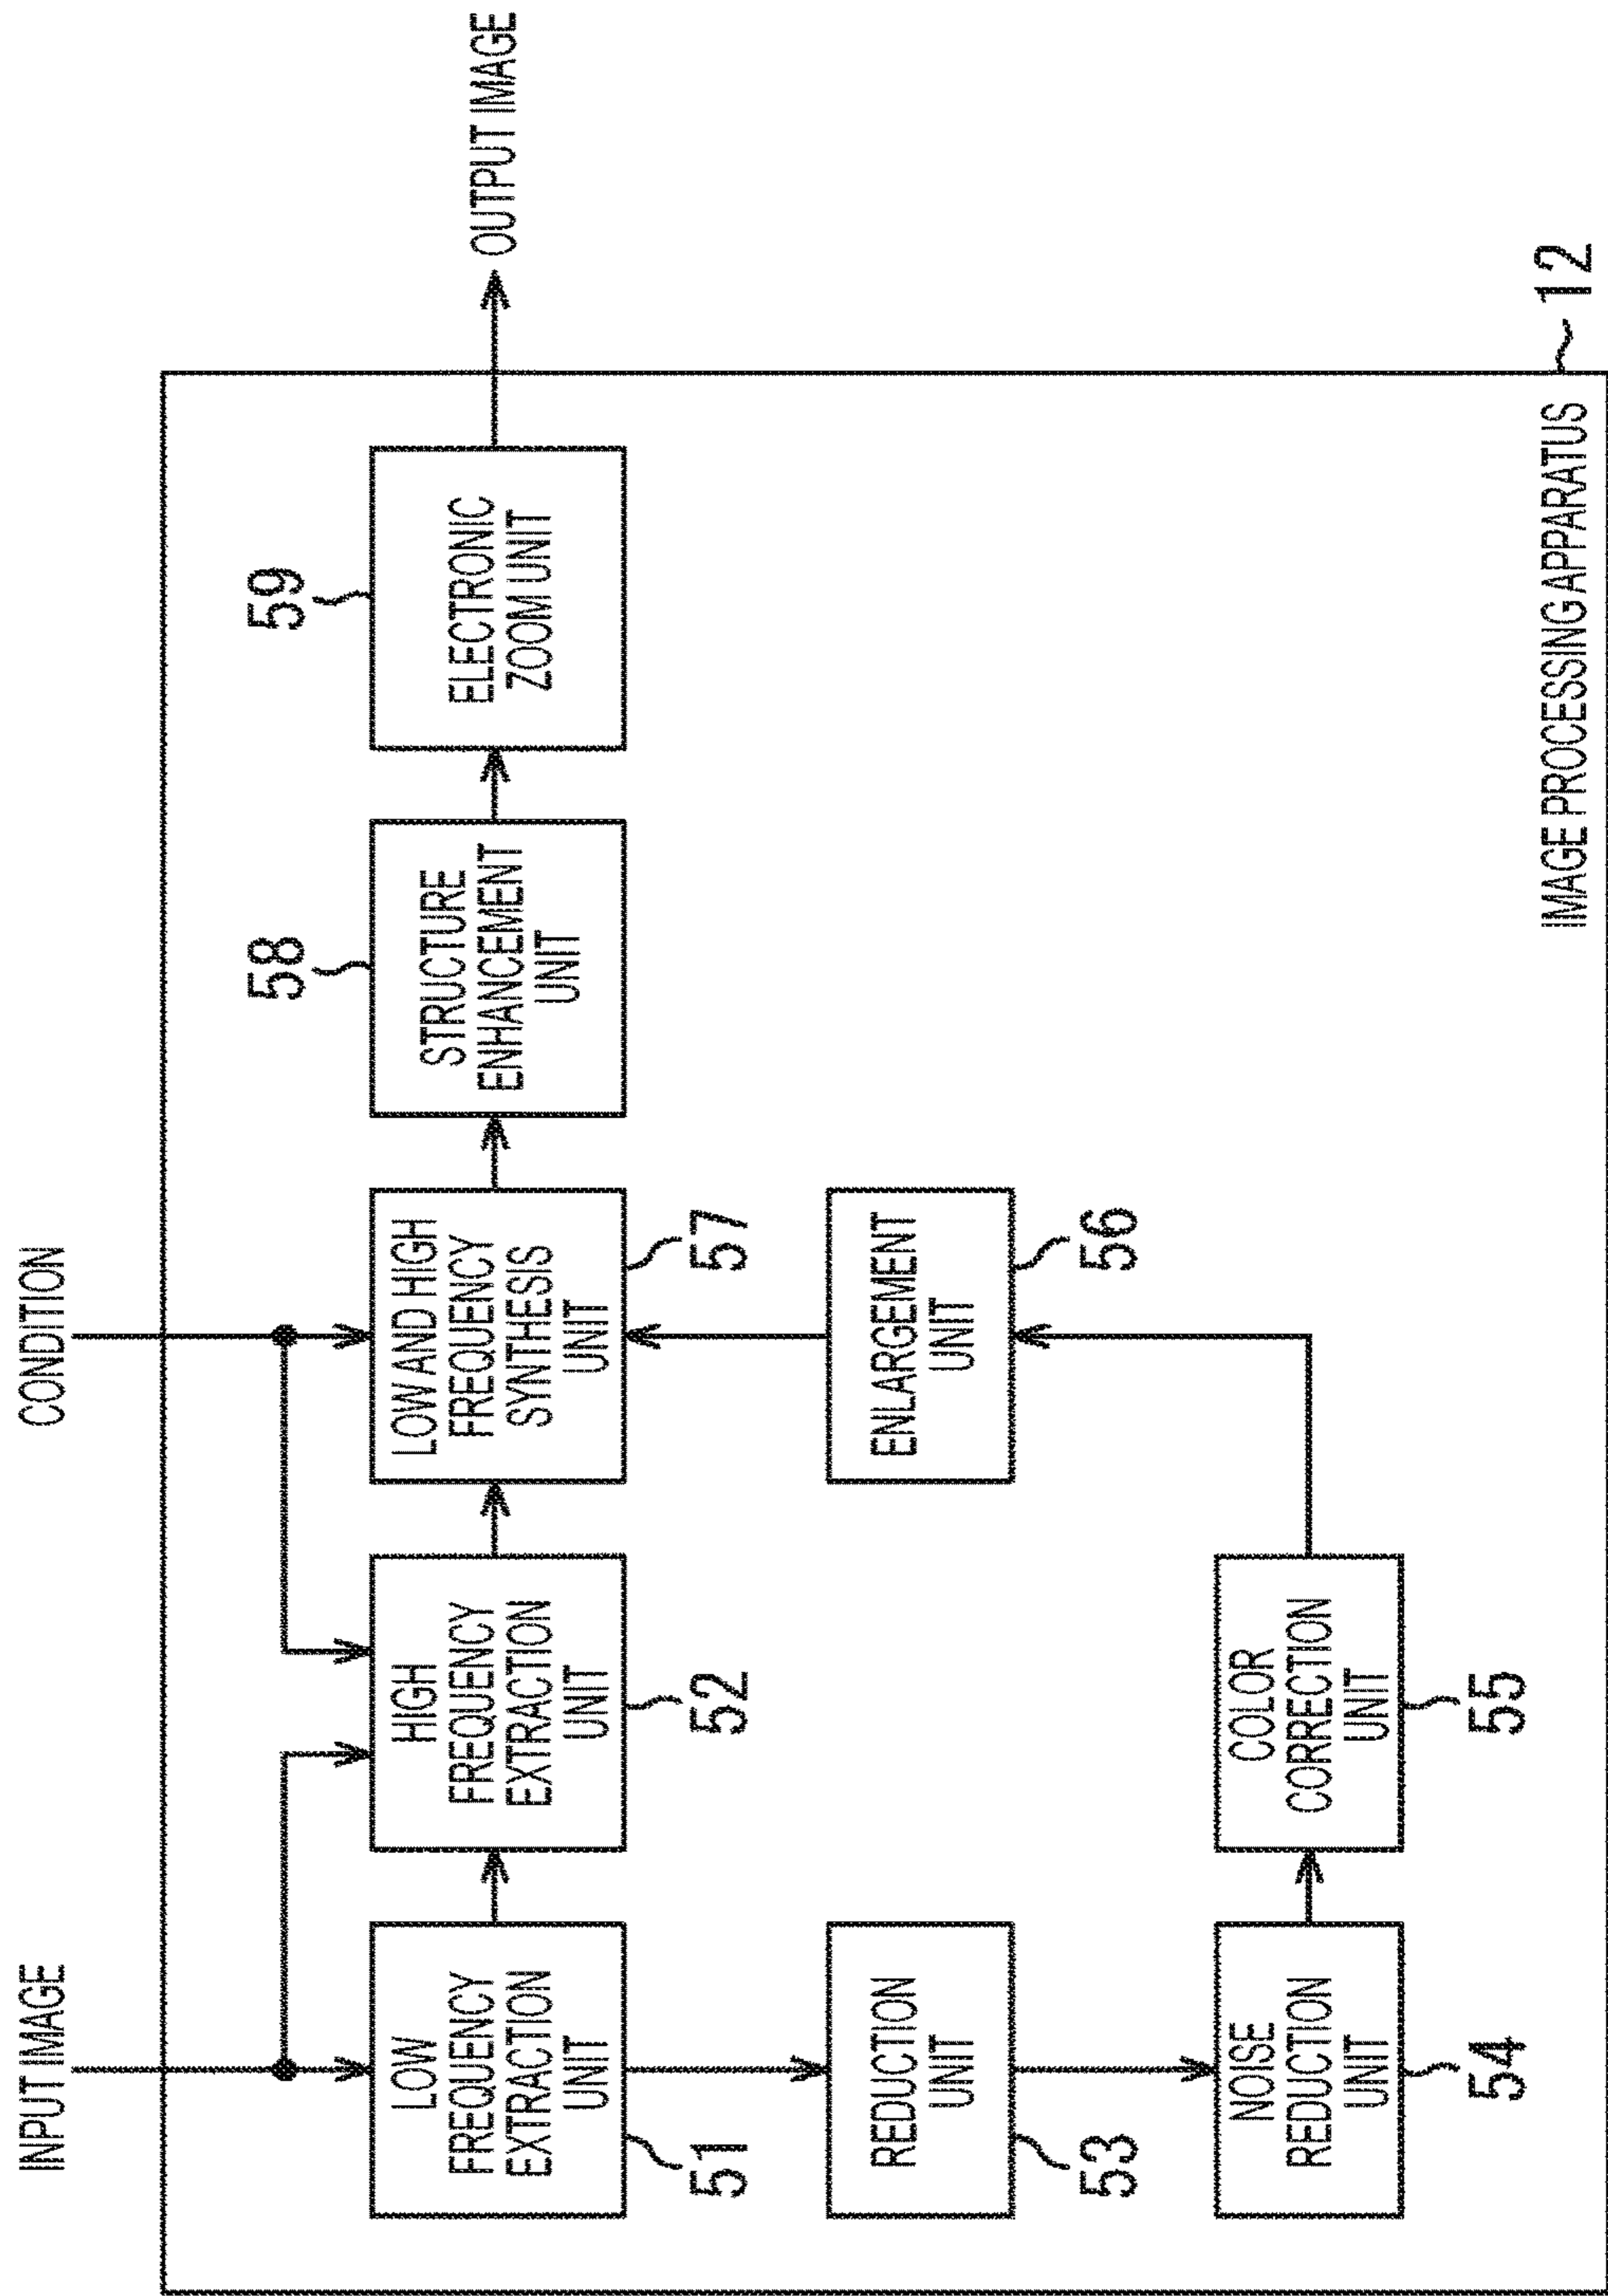 INPUT IMAGE
CONDITION
LOW
FREQUENCY
EXTRACTION
UNIT
51
HIGH
FREQUENCY
EXTRACTION
UNIT
52
LOW AND HIGH
FREQUENCY
SYNTHESIS
UNIT
57
58
STRUCTURE
ENHANCEMENT
UNIT
59
ELECTRONIC
ZOOM UNIT
OUTPUT IMAGE
REDUCTION
UNIT
53
ENLARGEMENT
UNIT
56
NOISE
REDUCTION
UNIT
54
COLOR
CORRECTION
UNIT
55
IMAGE PROCESSING APPARATUS
12